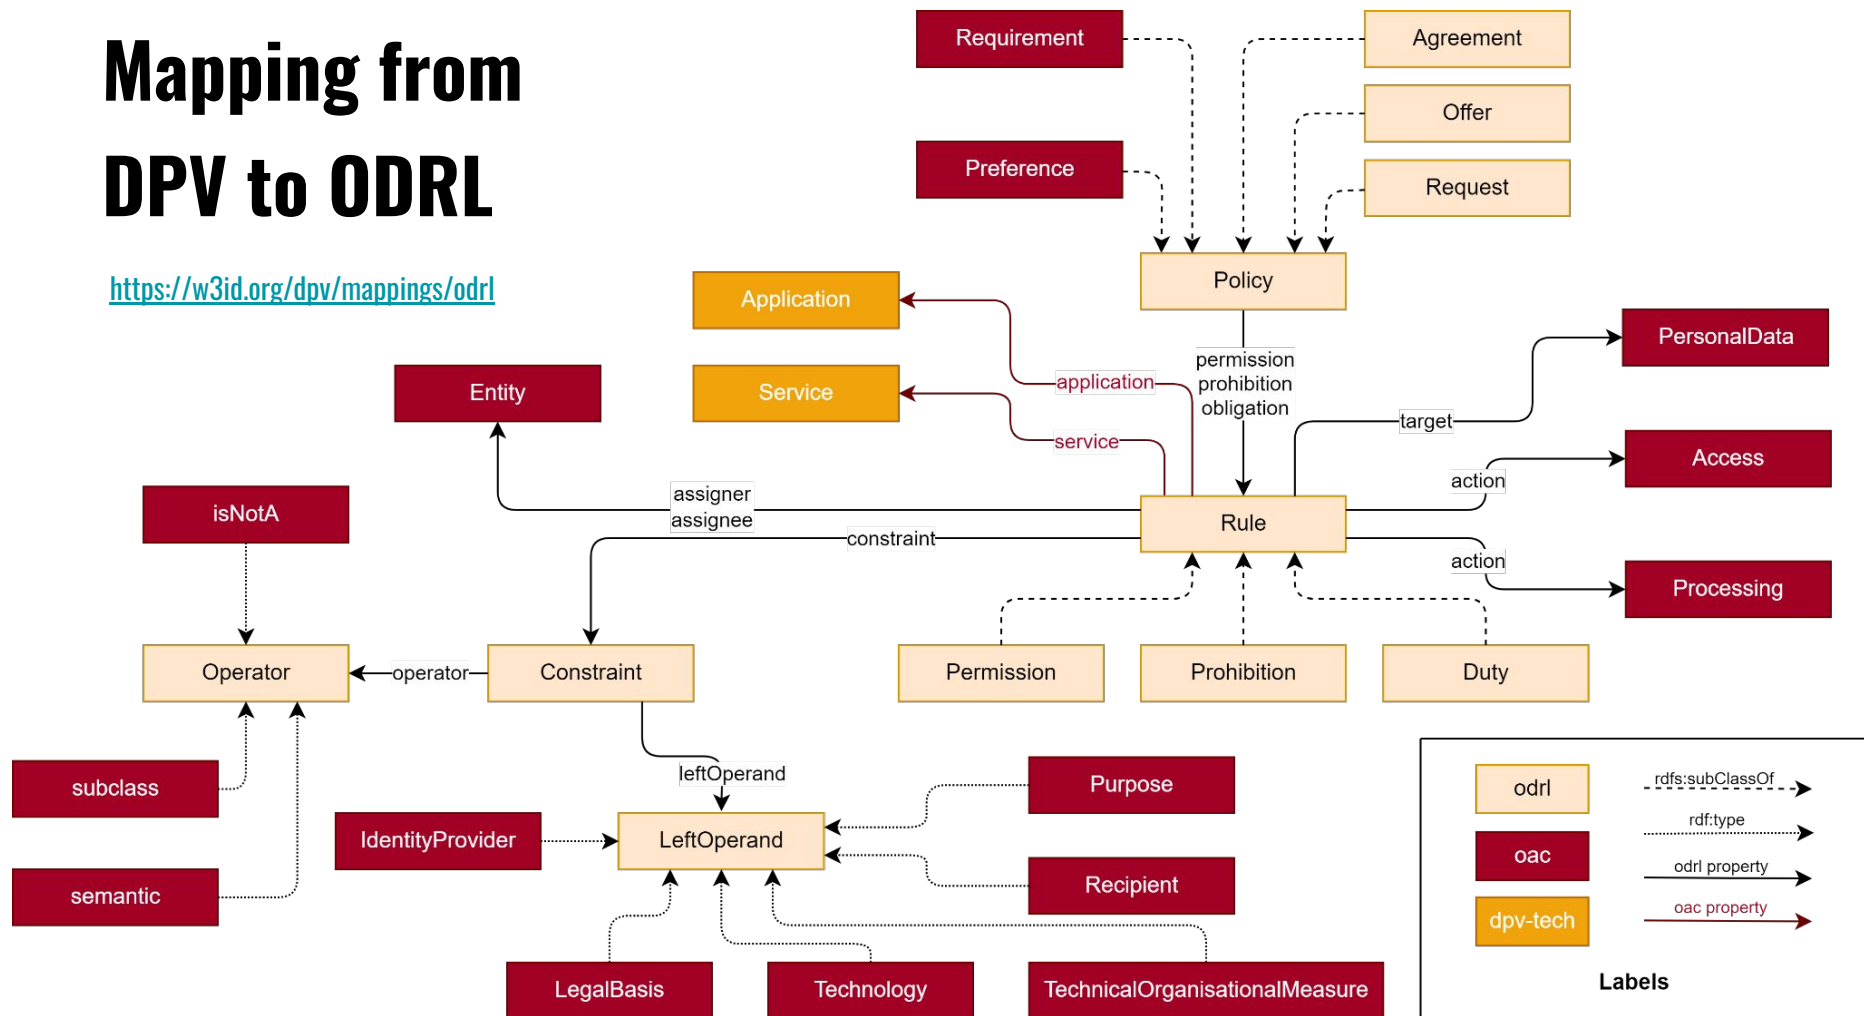 Mapping from
DPV to ODRL
https://w3id.org/dpv/mappings/odrl
Requirement
Agreement
Offer
Preference
Request
Policy
Application
permission
prohibition
obligation
PersonalData
application
Entity
Service
target
service
Access
action
assigner
assignee
isNotA
Rule
constraint
action
Processing
Operator
operator
Constraint
Permission
Prohibition
Duty
leftOperand
subclass
Purpose
IdentityProvider
LeftOperand
semantic
Recipient
LegalBasis
Technology
TechnicalOrganisationalMeasure
odrl
rdfs:subClassOf
rdf:type
oac
odrl property
dpv-tech
oac property
Labels